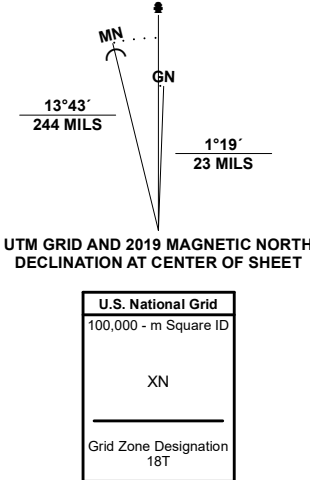 MN
GN
13°43´
244 MILS
1°19´
23 MILS
UTM GRID AND 2019 MAGNETIC NORTH
DECLINATION AT CENTER OF SHEET
U.S. National Grid
100,000 - m Square ID
XN
Grid Zone Designation
18T